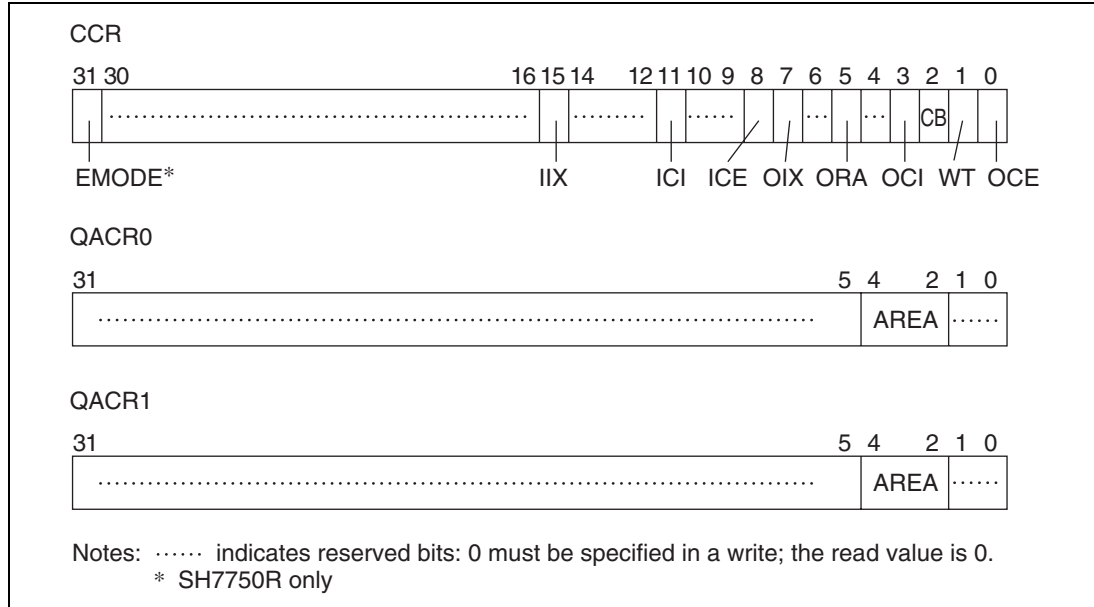 CCR
31 30 16 15 14 12 11 10 9 8 7 6 5 4 3 2 1 0
CB
EMODE* IIX ICI ICE OIX ORA OCI WT OCE
QACR0
31 5 4 2 1 0
AREA
QACR1
31 5 4 2 1 0
AREA
Notes: ······ indicates reserved bits: 0 must be specified in a write; the read value is 0.
* SH7750R only